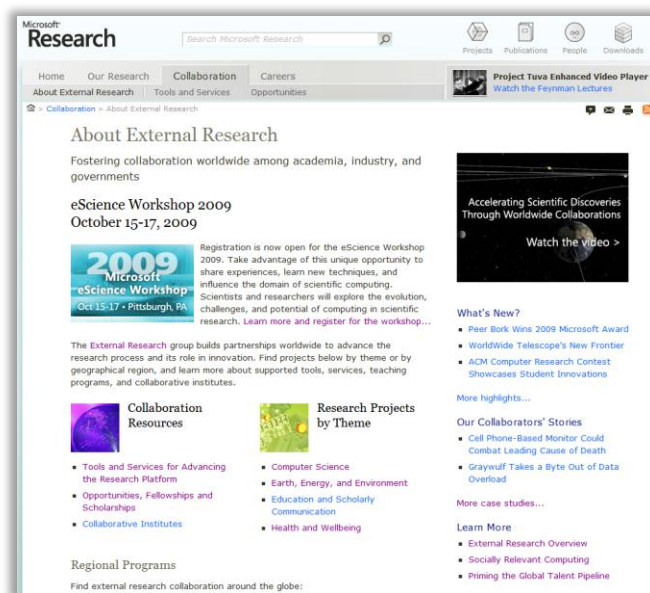 Microsoft
Research
Search Microsoft Research
Projects Publications People Downloads
Home Our Research Collaboration Careers
About External Research Tools and Services Opportunities
Project Tuva Enhanced Video Player
Watch the Feynman Lectures
> Collaboration > About External Research
About External Research
Fostering collaboration worldwide among academia, industry, and
governments
eScience Workshop 2009
October 15-17, 2009
2009
Microsoft
eScience Workshop
Oct 15-17 • Pittsburgh, PA
Registration is now open for the eScience Workshop
2009. Take advantage of this unique opportunity to
share experiences, learn new techniques, and
influence the domain of scientific computing.
Scientists and researchers will explore the evolution,
challenges, and potential of computing in scientific
research. Learn more and register for the workshop...
The External Research group builds partnerships worldwide to advance the
research process and its role in innovation. Find projects below by theme or by
geographical region, and learn more about supported tools, services, teaching
programs, and collaborative institutes.
Collaboration
Resources
Tools and Services for Advancing
the Research Platform
Opportunities, Fellowships and
Scholarships
Collaborative Institutes
Research Projects
by Theme
Computer Science
Earth, Energy, and Environment
Education and Scholarly
Communication
Health and Wellbeing
Regional Programs
Find external research collaboration around the globe:
Accelerating Scientific Discoveries
Through Worldwide Collaborations
Watch the video >
What's New?
Peer Bork Wins 2009 Microsoft Award
WorldWide Telescope's New Frontier
ACM Computer Research Contest
Showcases Student Innovations
More highlights...
Our Collaborators' Stories
Cell Phone-Based Monitor Could
Combat Leading Cause of Death
Graywulf Takes a Byte Out of Data
Overload
More case studies...
Learn More
External Research Overview
Socially Relevant Computing
Priming the Global Talent Pipeline